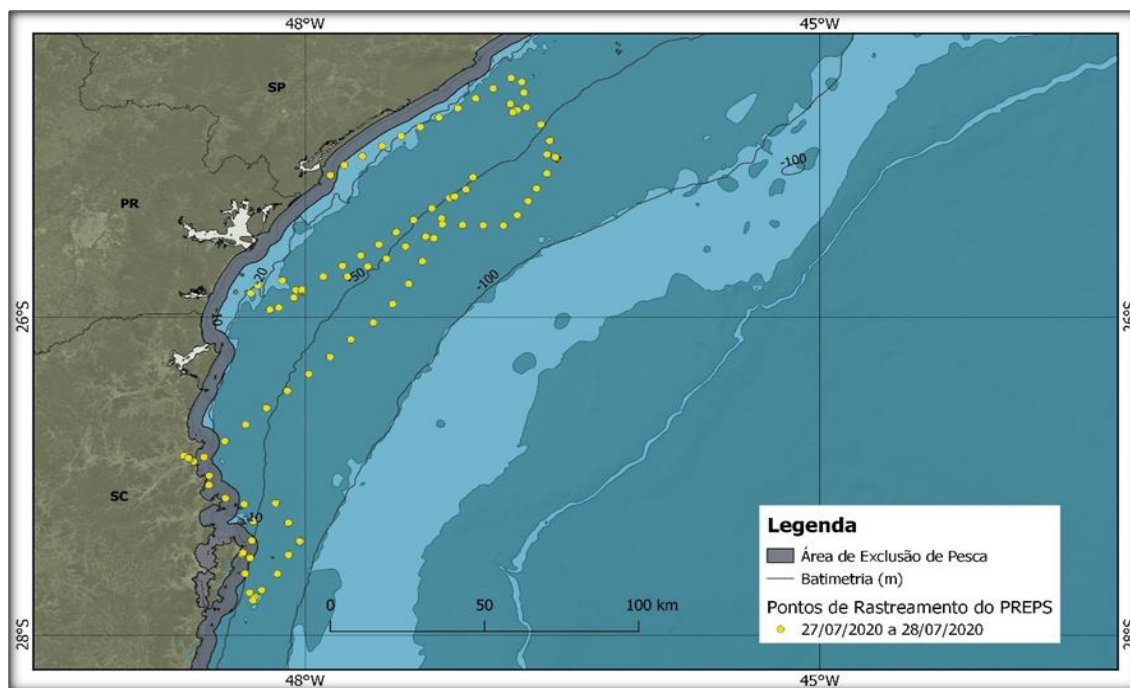 48°W
45°W
SP
-100
PR
-100
-20
-50
26°S
26°S
-10
SC
-10
Legenda
Área de Exclusão de Pesca
Batimetria (m)
Pontos de Rastreamento do PREPS
27/07/2020 a 28/07/2020
0 50 100 km
28°S
28°S
48°W
45°W